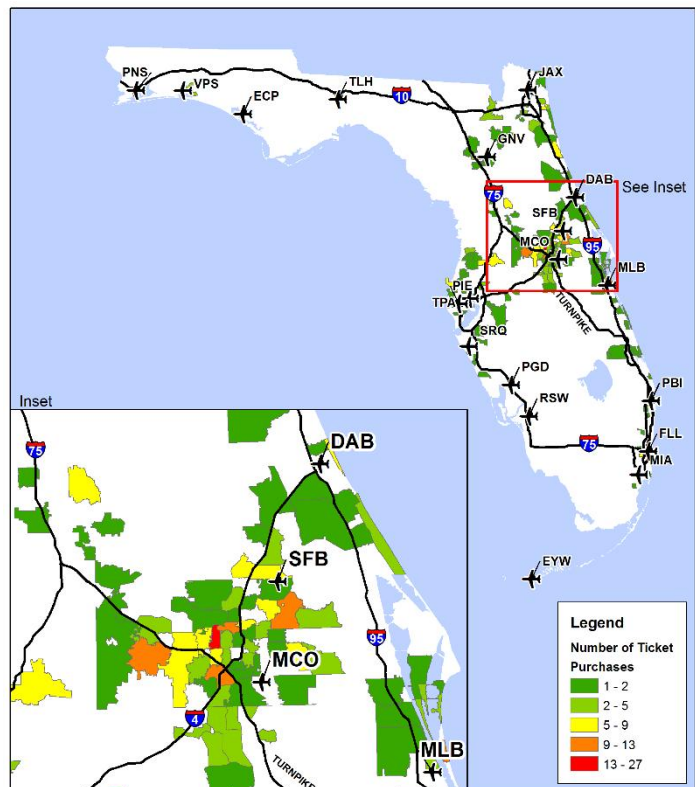 PNS
VPS
ECP
TLH
10
JAX
GNV
75
DAB
See Inset
SFB
MCO
95
MLB
PIE
TPA
TURNPIKE
SRQ
PGD
RSW
PBI
75
FLL
MIA
EYW
Inset
75
DAB
SFB
95
MCO
4
TURNPIKE
MLB
Legend
Number of Ticket
Purchases
1 - 2
2 - 5
5 - 9
9 - 13
13 - 27